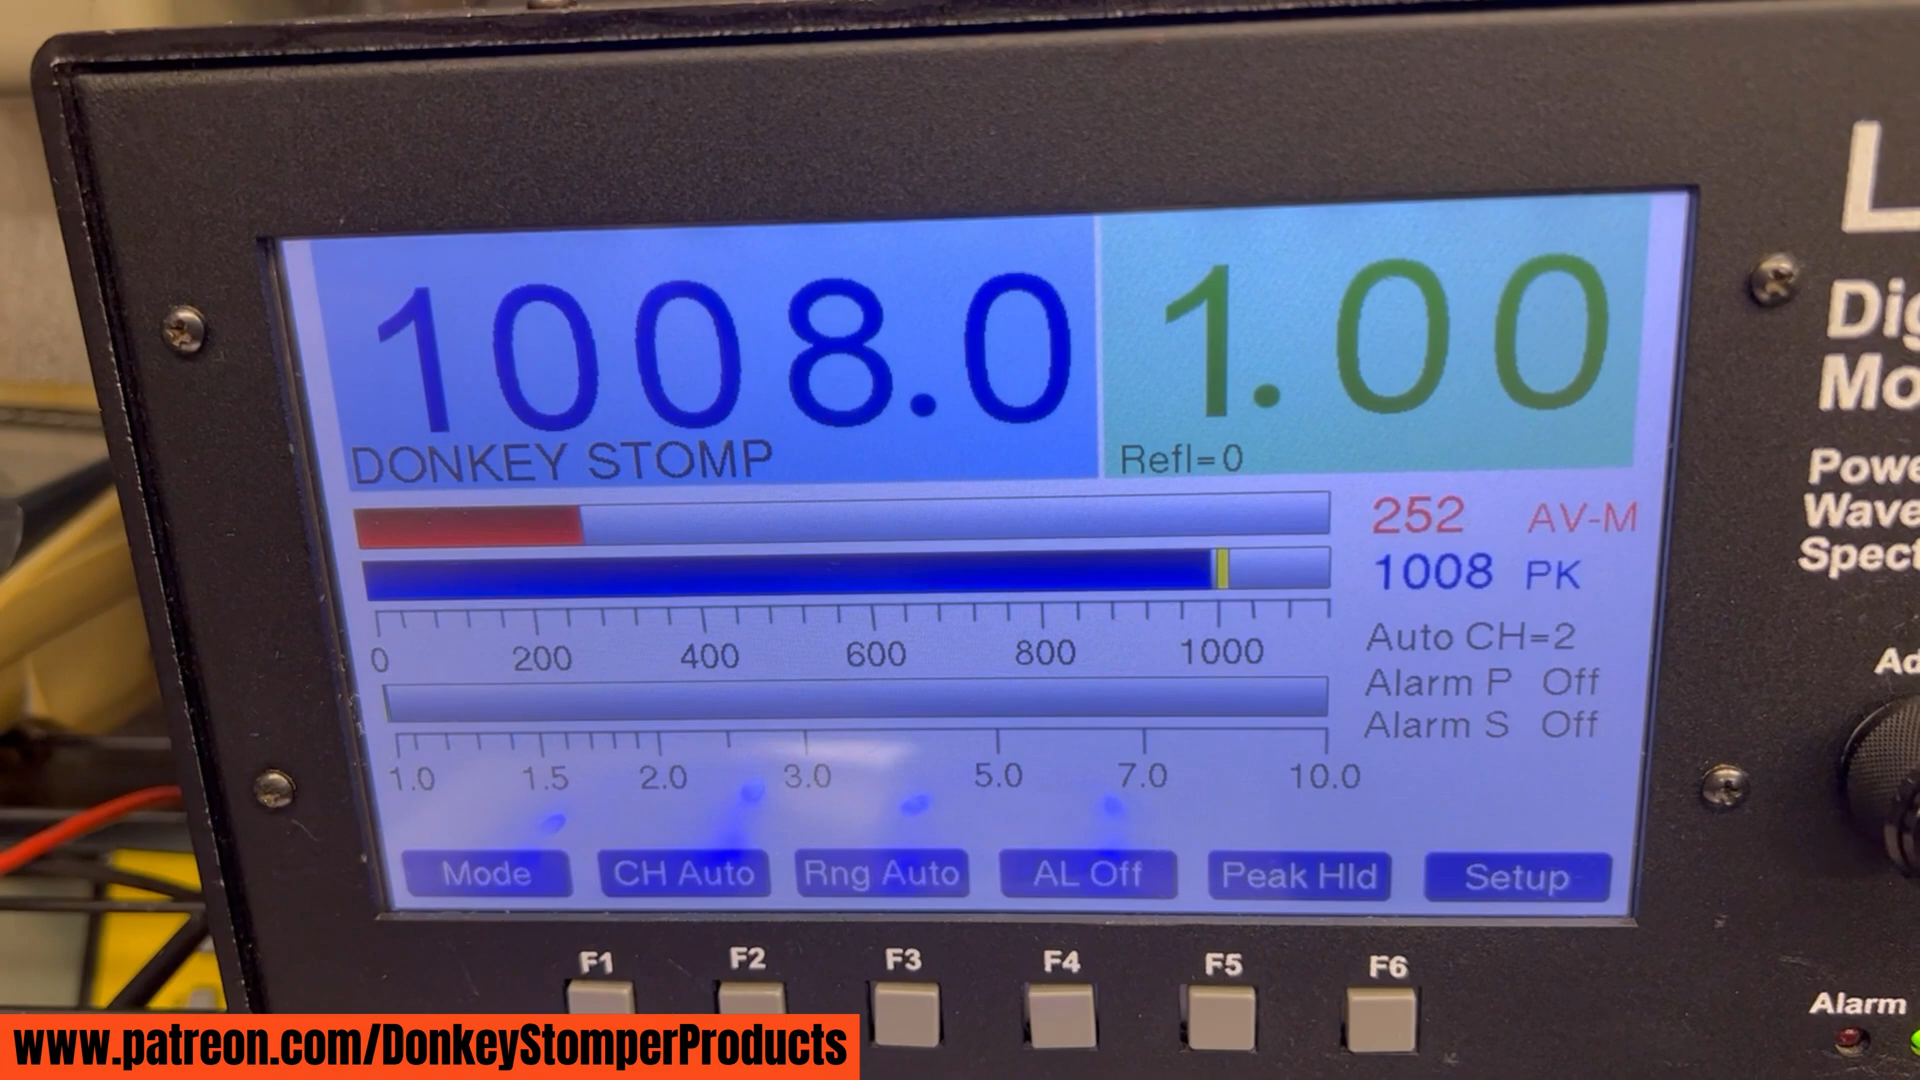 1008.0 1.00
DONKEY STOMP Refl=0
252 AV-M
1008 PK
0 200 400 600 800 1000
Auto CH=2
Alarm P Off
Alarm S Off
1.0 1.5 2.0 3.0 5.0 7.0 10.0
Mode CH Auto Rng Auto AL Off Peak Hld Setup
F1 F2 F3 F4 F5 F6
Alarm
www.patreon.com/DonkeyStomperProducts